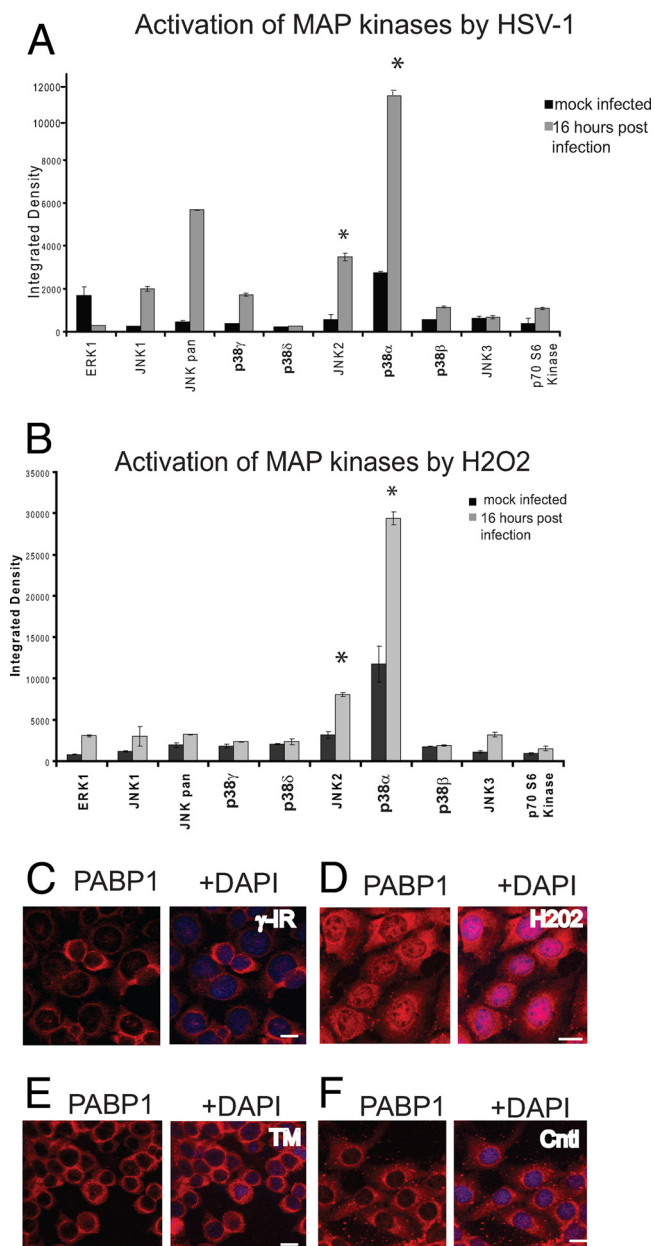 A
Activation of MAP kinases by HSV-1
*
*
mock infected
16 hours post
infection
Integrated Density
12000
10000
8000
6000
4000
2000
0
ERK1
JNK1
JNK pan
p38γ
p38δ
JNK2
p38α
p38β
JNK3
p70 S6
Kinase
B
Activation of MAP kinases by H2O2
*
*
mock infected
16 hours post
infection
Integrated Density
35000
30000
25000
20000
15000
10000
5000
0
ERK1
JNK1
JNK pan
p38γ
p38δ
JNK2
p38α
p38β
JNK3
p70 S6
Kinase
C PABP1 +DAPI
γ-IR
D PABP1 +DAPI
H202
E PABP1 +DAPI
TM
F PABP1 +DAPI
Cntl